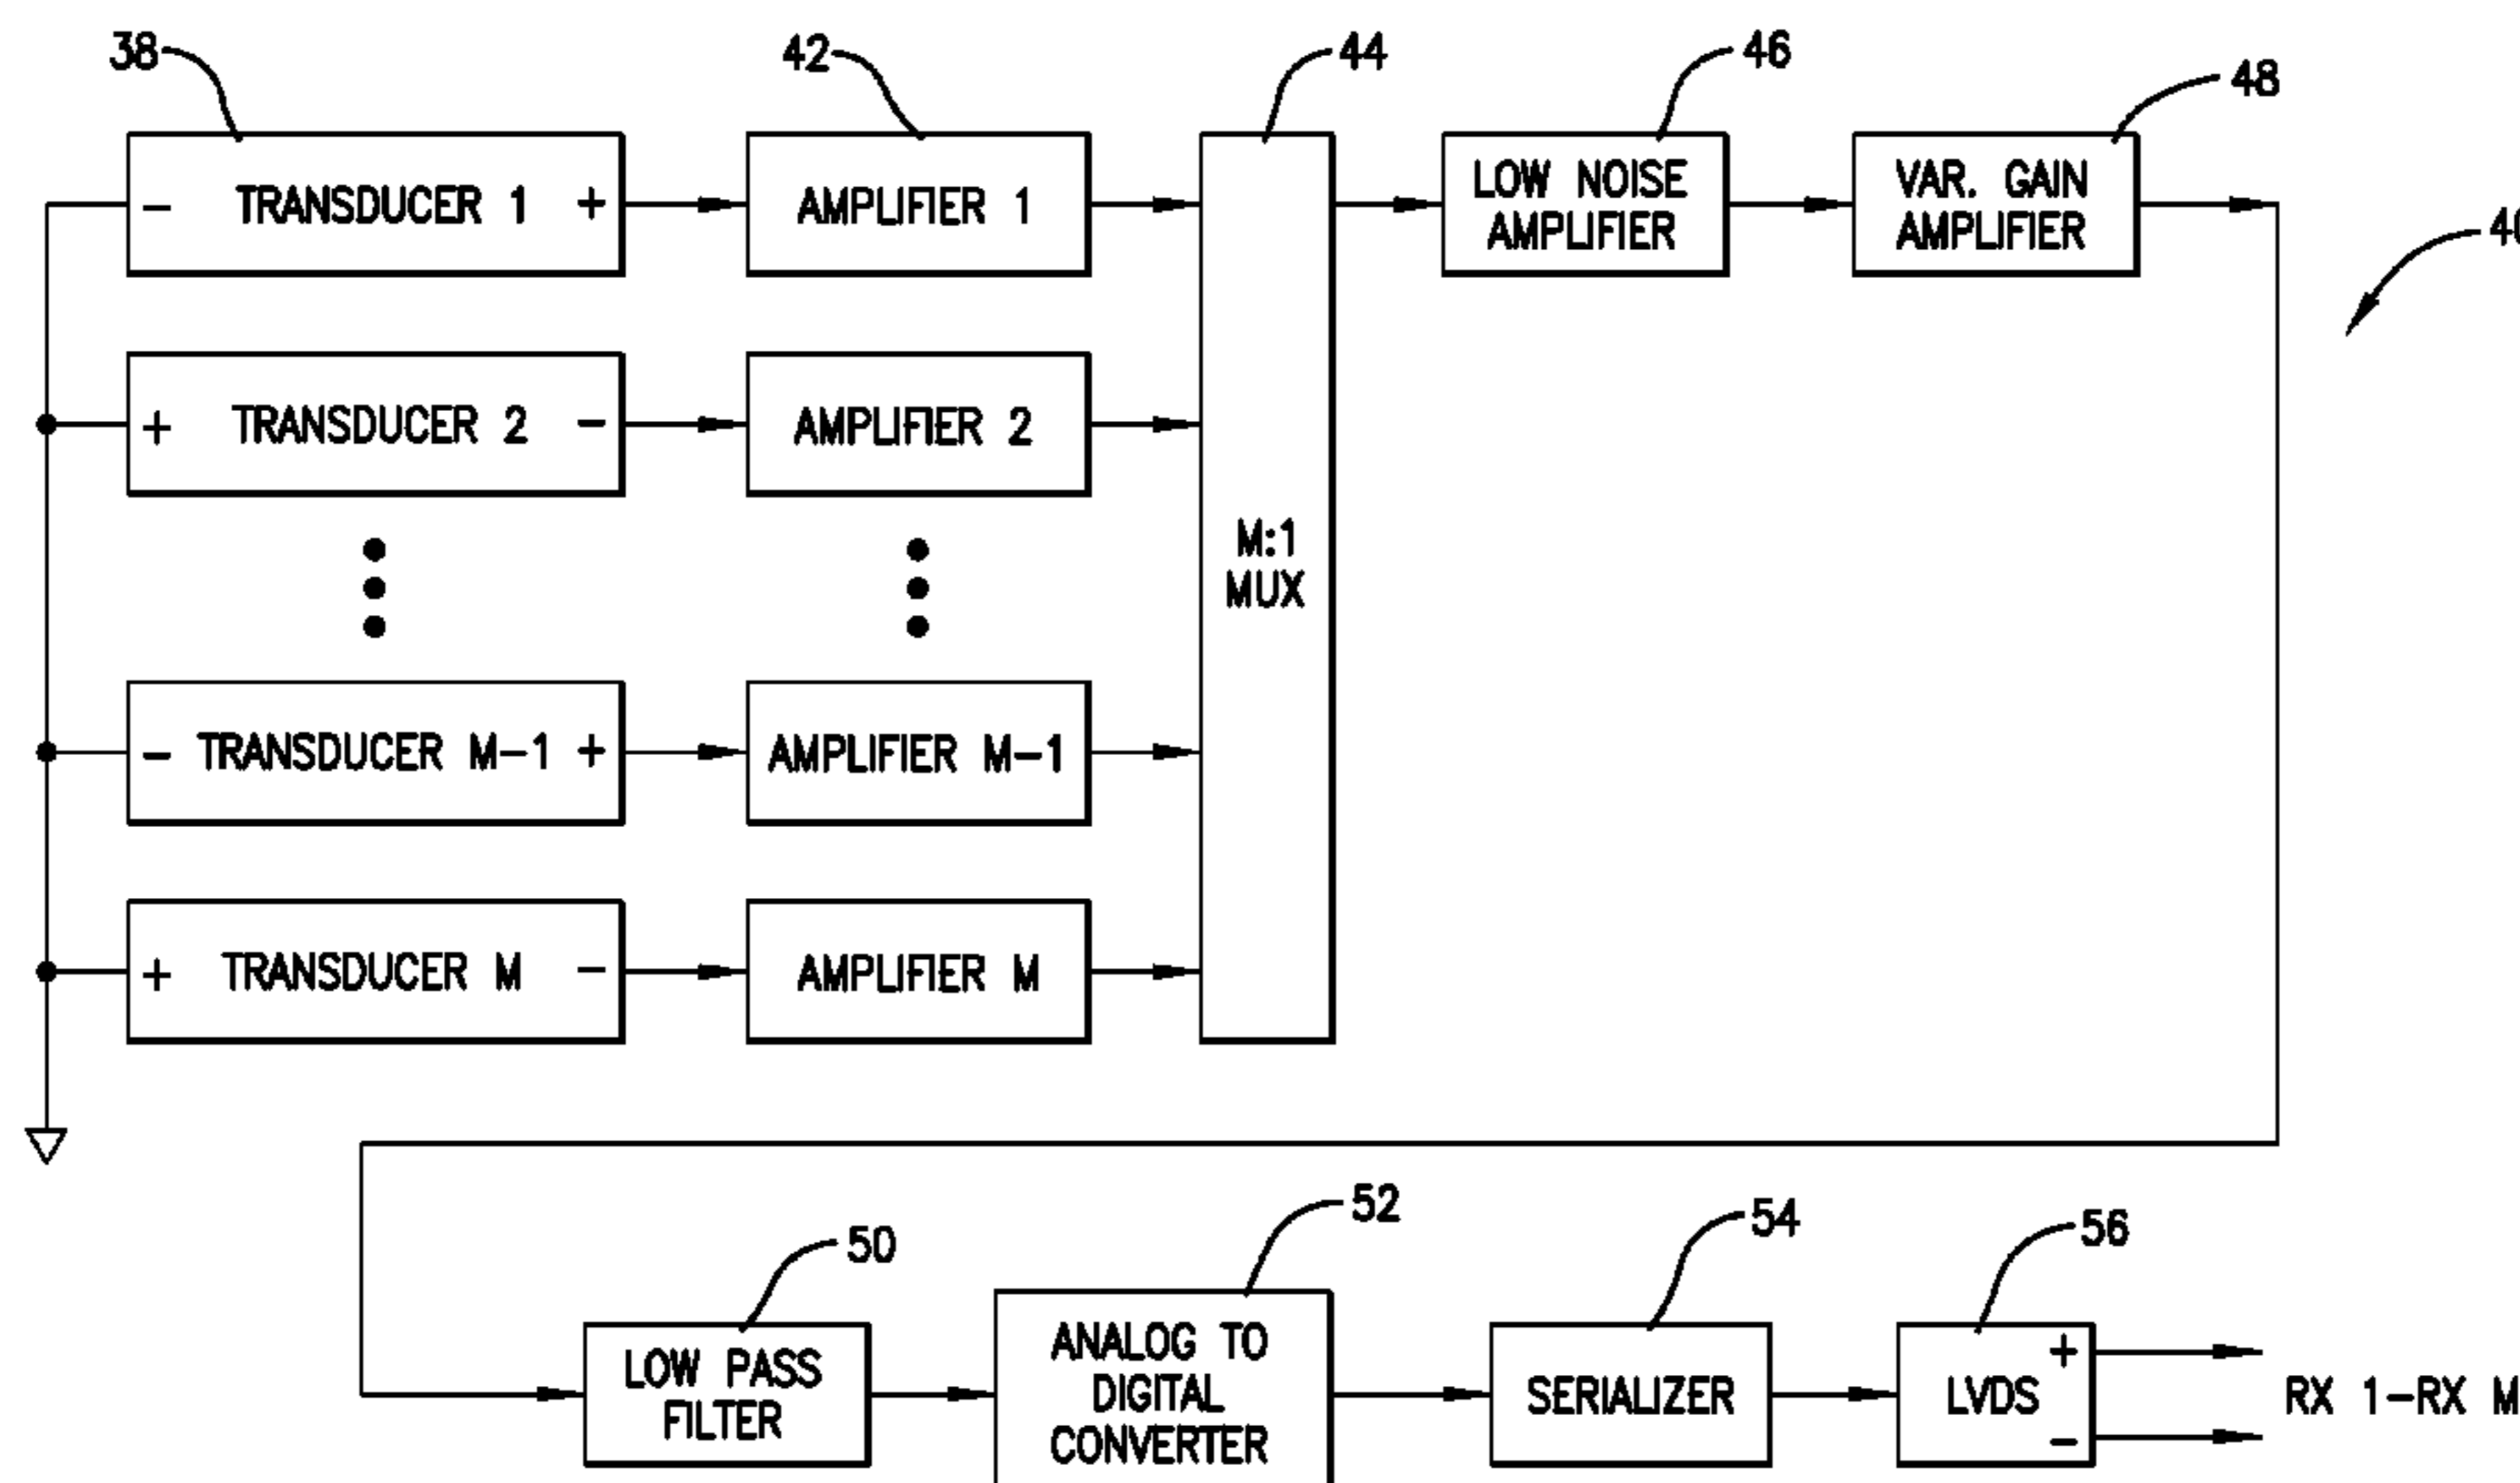 38
42
44
46
48
- TRANSDUCER 1 +
AMPLIFIER 1
LOW NOISE
AMPLIFIER
VAR. GAIN
AMPLIFIER
+ TRANSDUCER 2 -
AMPLIFIER 2
M:1
MUX
- TRANSDUCER M-1 +
AMPLIFIER M-1
+ TRANSDUCER M -
AMPLIFIER M
50
52
54
56
LOW PASS
FILTER
ANALOG TO
DIGITAL
CONVERTER
SERIALIZER
LVDS
+
-
RX 1-RX M